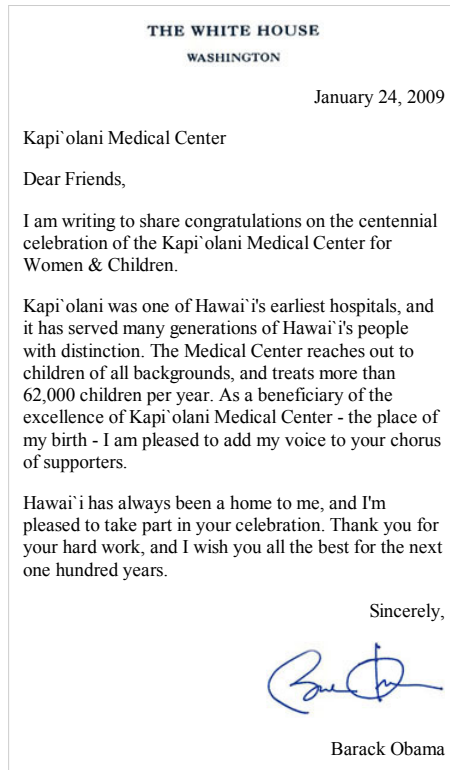 THE WHITE HOUSE
WASHINGTON
January 24, 2009
Kapi`olani Medical Center
Dear Friends,
I am writing to share congratulations on the centennial
celebration of the Kapi`olani Medical Center for
Women & Children.
Kapi`olani was one of Hawai`i's earliest hospitals, and
it has served many generations of Hawai`i's people
with distinction. The Medical Center reaches out to
children of all backgrounds, and treats more than
62,000 children per year. As a beneficiary of the
excellence of Kapi`olani Medical Center - the place of
my birth - I am pleased to add my voice to your chorus
of supporters.
Hawai`i has always been a home to me, and I'm
pleased to take part in your celebration. Thank you for
your hard work, and I wish you all the best for the next
one hundred years.
Sincerely,
Barack Obama